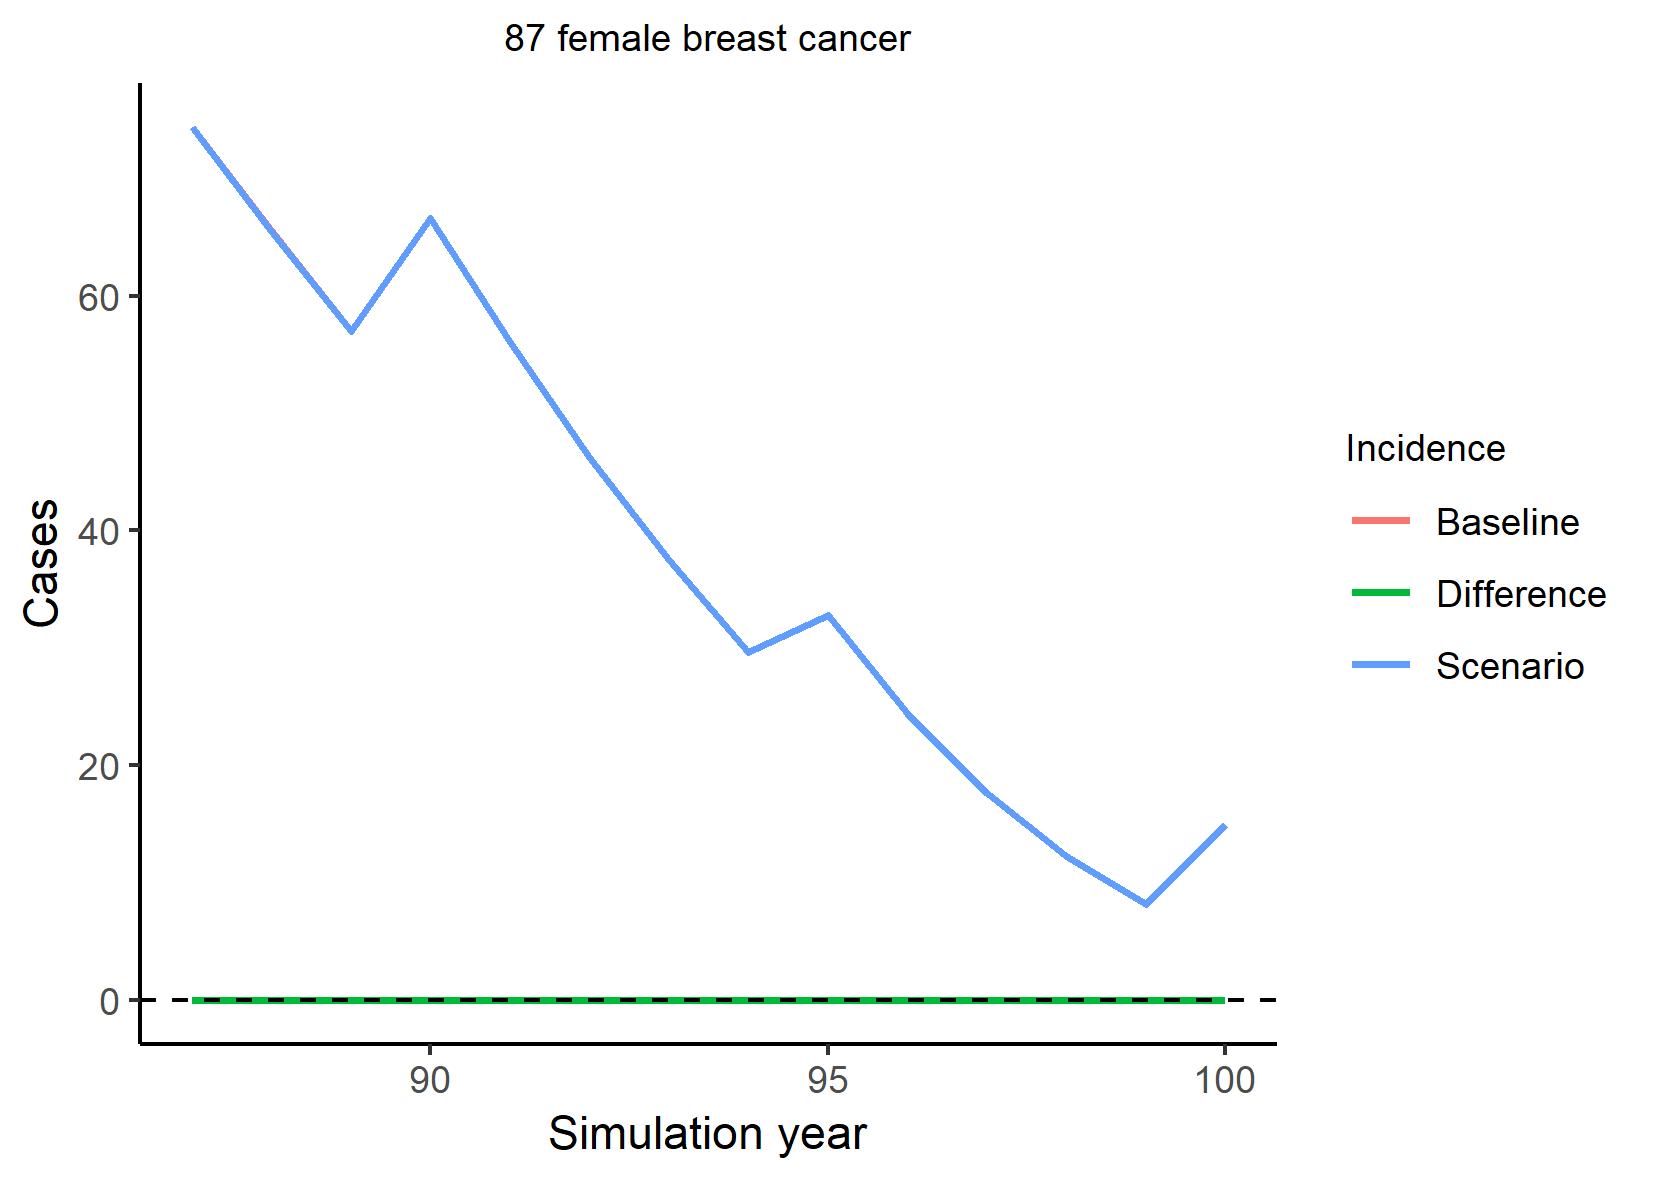 87 female breast cancer
Cases
60
40
20
0
90
95
100
Simulation year
Incidence
Baseline
Difference
Scenario